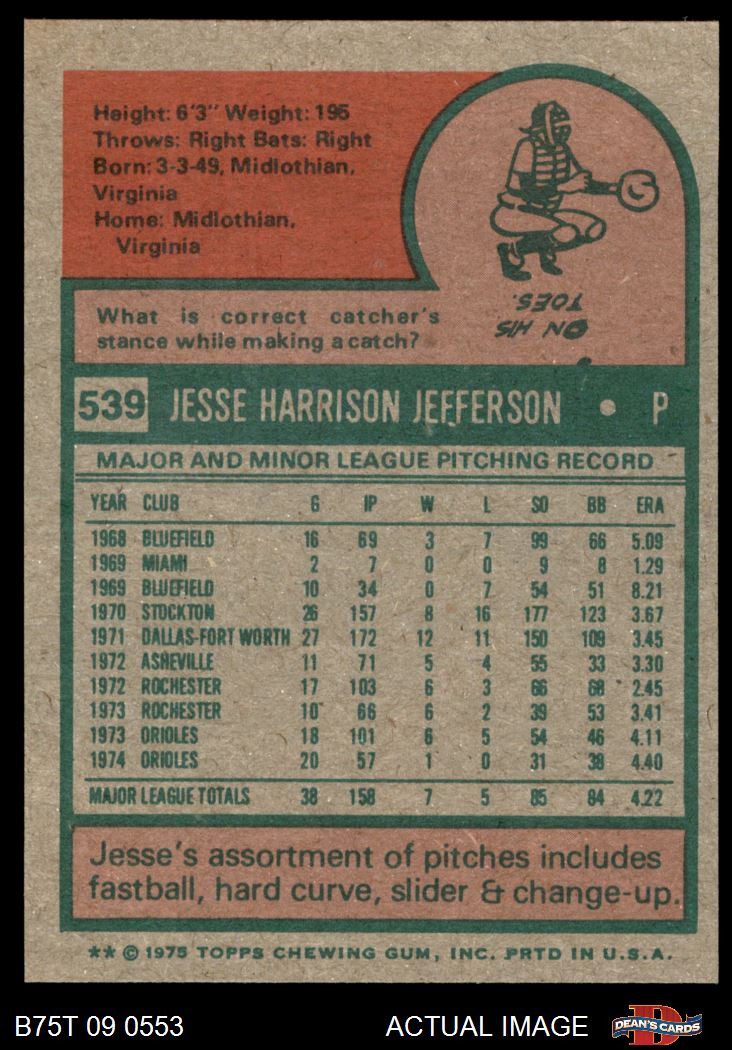 Height: 6'3" Weight: 195
Throws: Right Bats: Right
Born: 3-3-49, Midlothian,
Virginia
Home: Midlothian,
Virginia
What is correct catcher's
stance while making a catch?
ON HIS
TOES.
539 JESSE HARRISON JEFFERSON • P
MAJOR AND MINOR LEAGUE PITCHING RECORD
YEAR CLUB G IP W L SO BB ERA
1968 BLUEFIELD 16 69 3 7 99 66 5.09
1969 MIAMI 2 7 0 0 9 8 1.29
1969 BLUEFIELD 10 34 0 7 54 51 8.21
1970 STOCKTON 26 157 8 16 177 123 3.67
1971 DALLAS-FORT WORTH 27 172 12 11 150 109 3.45
1972 ASHEVILLE 11 71 5 4 55 33 3.30
1972 ROCHESTER 17 103 6 3 66 68 2.45
1973 ROCHESTER 10 66 6 2 39 53 3.41
1973 ORIOLES 18 101 6 5 54 46 4.11
1974 ORIOLES 20 57 1 0 31 38 4.40
MAJOR LEAGUE TOTALS 38 158 7 5 85 84 4.22
Jesse's assortment of pitches includes
fastball, hard curve, slider & change-up.
** © 1975 TOPPS CHEWING GUM, INC. PRTD IN U.S.A.
B75T 09 0553 ACTUAL IMAGE DEAN'S CARDS